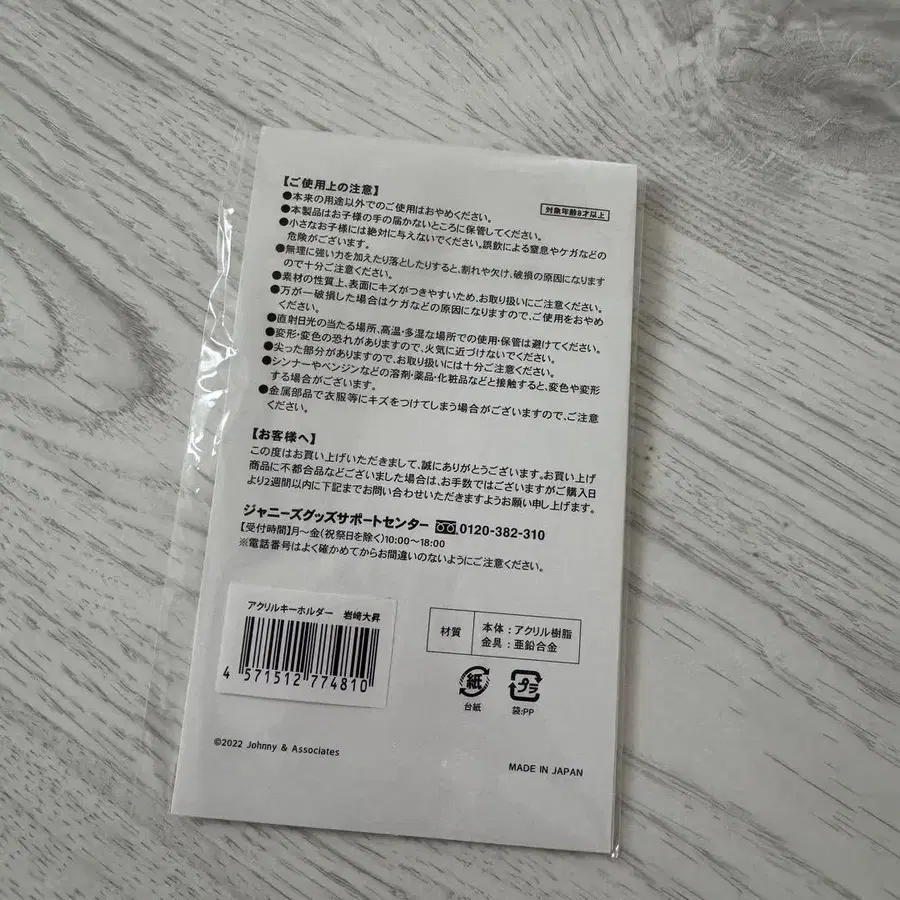 【ご使用上の注意】
対象年齢8才以上
●本来の用途以外でのご使用はおやめください。
●本製品はお子様の手の届かないところに保管してください。
●小さなお子様には絶対に与えないでください。誤飲による窒息やケガなどの
危険がございます。
●無理に強い力を加えたり落としたりすると、割れや欠け、破損の原因になります
ので十分ご注意ください。
●素材の性質上、表面にキズがつきやすいため、お取り扱いにご注意ください。
●万が一破損した場合はケガなどの原因になりますので、ご使用をおやめ
ください。
●直射日光の当たる場所、高温・多湿な場所での使用・保管は避けてください。
●変形・変色の恐れがありますので、火気に近づけないでください。
●尖った部分がありますので、お取り扱いには十分ご注意ください。
●シンナーやベンジンなどの溶剤・薬品・化粧品などと接触すると、変色や変形
する場合がございます。
●金属部品で衣服等にキズをつけてしまう場合がございますので、ご注意
ください。
【お客様へ】
この度はお買い上げいただきまして、誠にありがとうございます。お買い上げ
商品に不都合品などございました場合は、お手数ではございますがご購入日
より2週間以内に下記までお問い合わせいただきますようお願い申し上げます。
ジャニーズグッズサポートセンター 0120-382-310
【受付時間】月～金(祝祭日を除く)10:00～18:00
※電話番号はよく確かめてからお間違いのないようにご注意ください。
アクリルキーホルダー 岩﨑大昇
4 571512 774810
材質
本体：アクリル樹脂
金具：亜鉛合金
紙
台紙
プラ
袋:PP
©2022 Johnny & Associates
MADE IN JAPAN